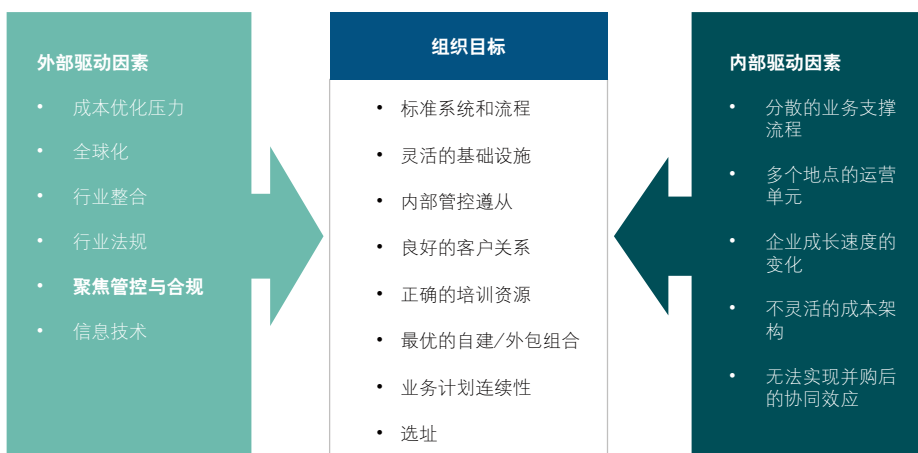 外部驱动因素
• 成本优化压力
• 全球化
• 行业整合
• 行业法规
• 聚焦管控与合规
• 信息技术
组织目标
• 标准系统和流程
• 灵活的基础设施
• 内部管控遵从
• 良好的客户关系
• 正确的培训资源
• 最优的自建/外包组合
• 业务计划连续性
• 选址
内部驱动因素
• 分散的业务支撑
流程
• 多个地点的运营
单元
• 企业成长速度的
变化
• 不灵活的成本架
构
• 无法实现并购后
的协同效应